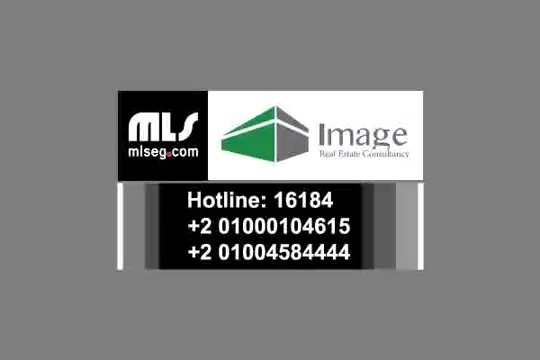 MLS
mlseg.com
Image
Real Estate Consultancy
Hotline: 16184
+2 01000104615
+2 01004584444